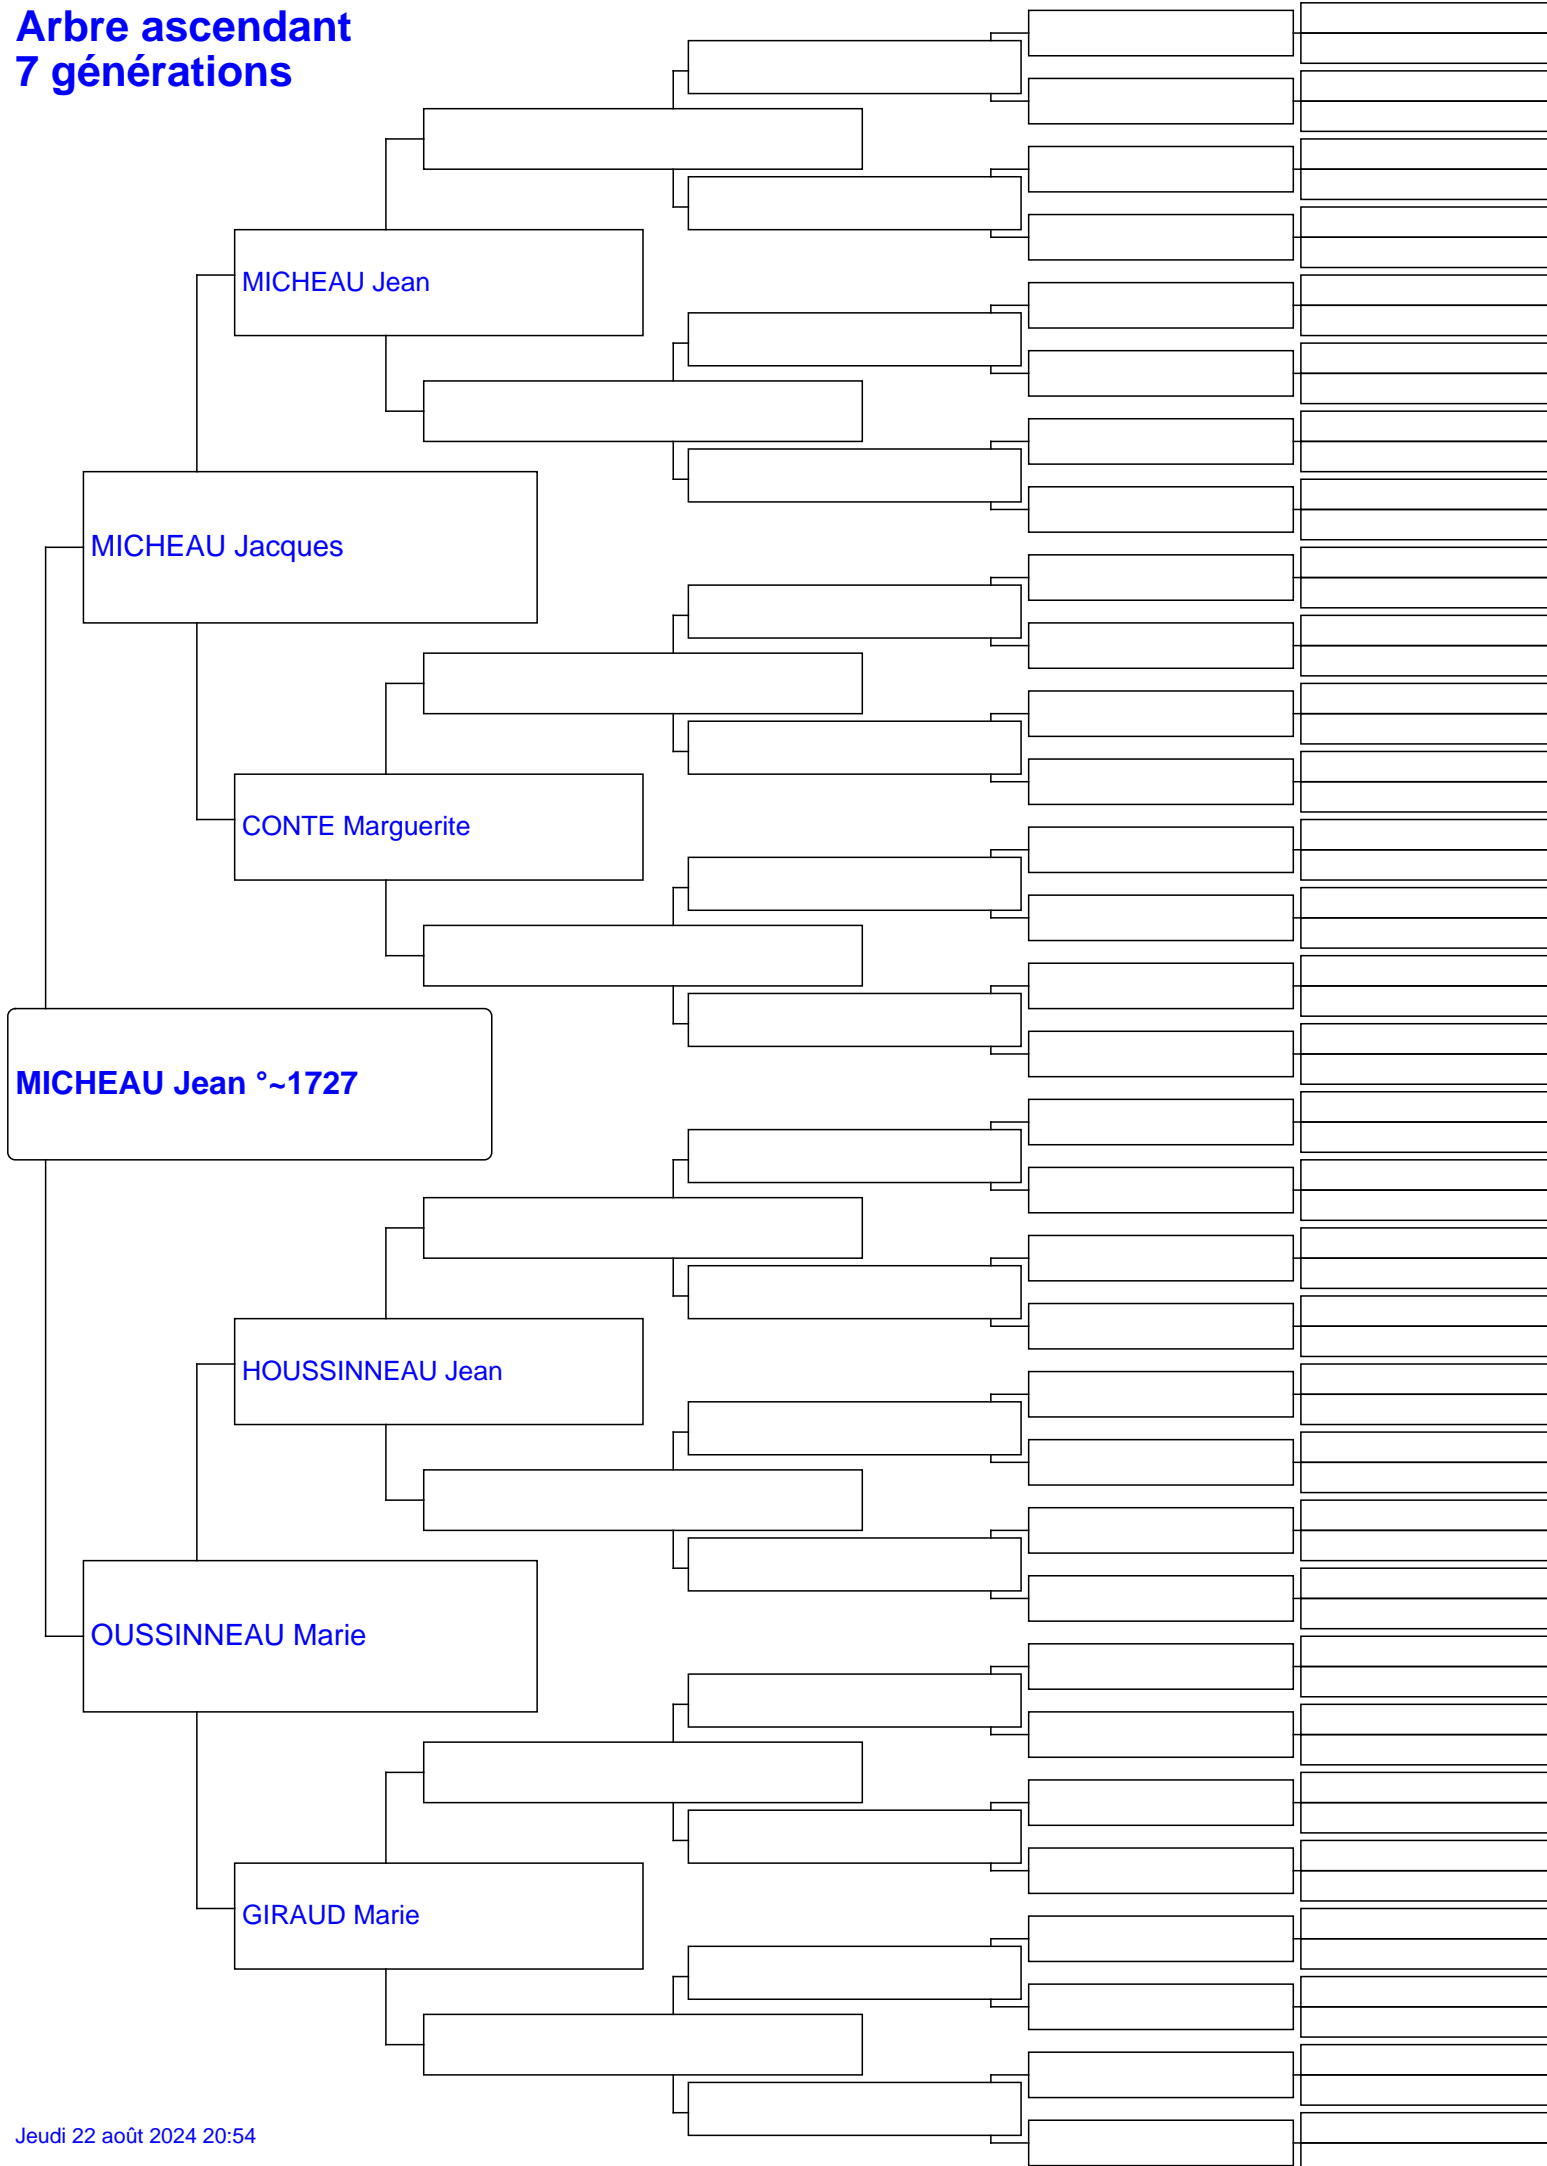 Arbre ascendant
7 générations
MICHEAU Jean
MICHEAU Jacques
CONTE Marguerite
MICHEAU Jean °~1727
HOUSSINNEAU Jean
OUSSINNEAU Marie
GIRAUD Marie
Jeudi 22 août 2024 20:54